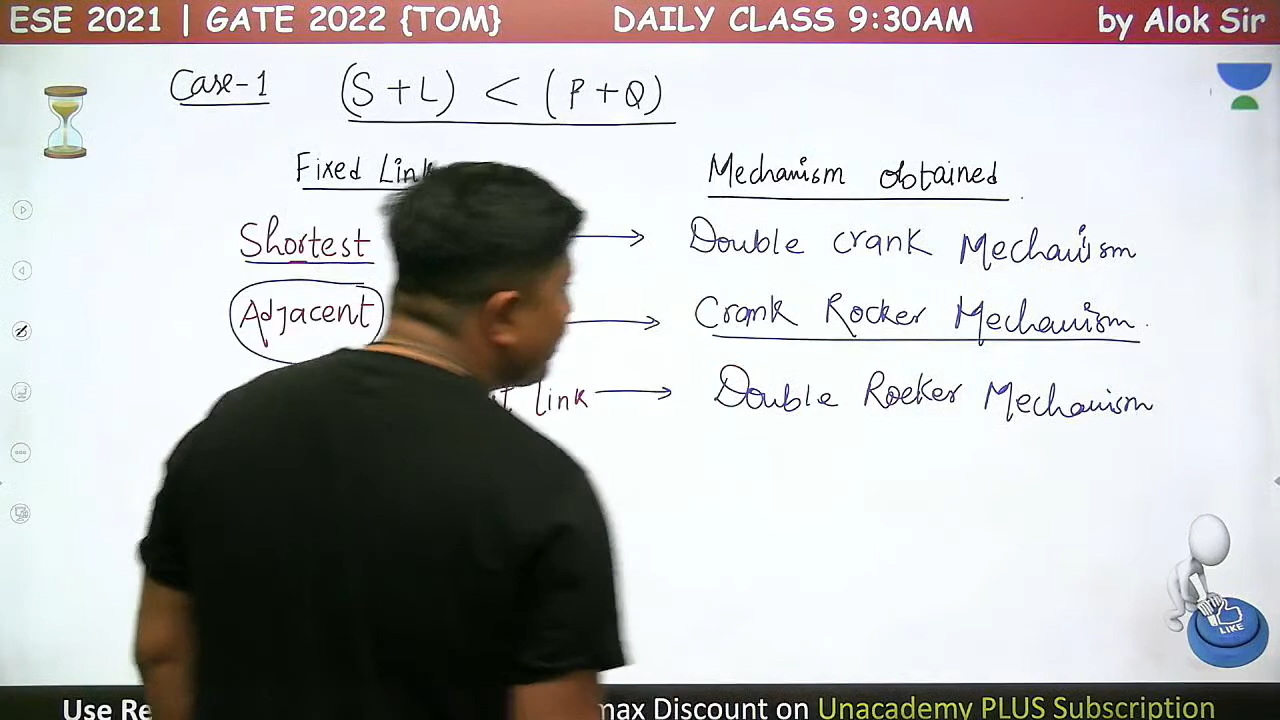 ESE 2021 | GATE 2022 {TOM} DAILY CLASS 9:30AM by Alok Sir
Case-1 (S+L) < (P+Q)
Fixed Link Mechanism obtained
Shortest → Double crank Mechanism
Adjacent → Crank Rocker Mechanism.
link → Double Rocker Mechanism
LIKE
Use max Discount on Unacademy PLUS Subscription